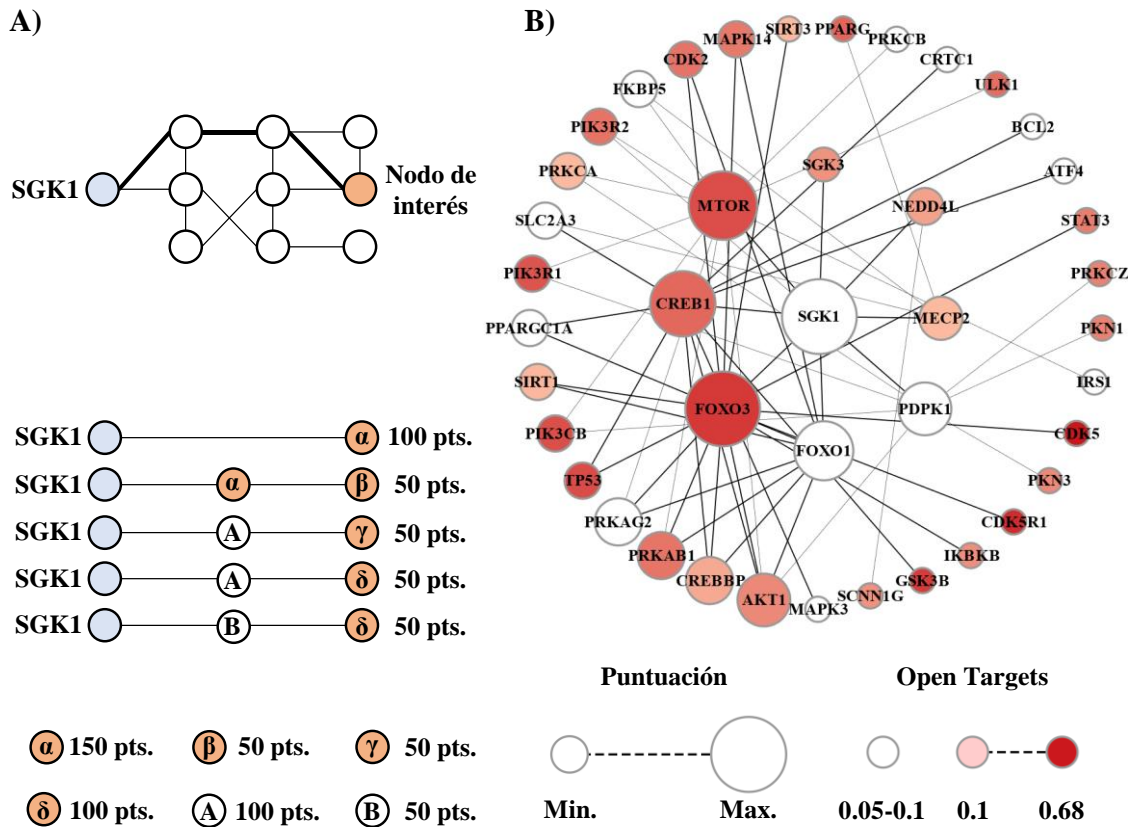 A)
SGK1
Nodo de
interés
SGK1 α 100 pts.
SGK1 α β 50 pts.
SGK1 A γ 50 pts.
SGK1 A δ 50 pts.
SGK1 B δ 50 pts.
α 150 pts. β 50 pts. γ 50 pts.
δ 100 pts. A 100 pts. B 50 pts.
B)
SIRT3
PPARG
MAPK14
PRKCB
CDK2
CRTC1
FKBP5
ULK1
PIK3R2
BCL2
PRKCA
SGK3
ATF4
MTOR
NEDD4L
SLC2A3
STAT3
PIK3R1
PRKCZ
CREB1
SGK1
MECP2
PPARGC1A
PKN1
SIRT1
IRS1
FOXO3
PDPK1
PIK3CB
CDK5
FOXO1
TP53
PKN3
PRKAG2
CDK5R1
PRKAB1
IKBKB
CREBBP
GSK3B
AKT1
SCNN1G
MAPK3
Puntuación
Min. Max.
Open Targets
0.05-0.1 0.1 0.68